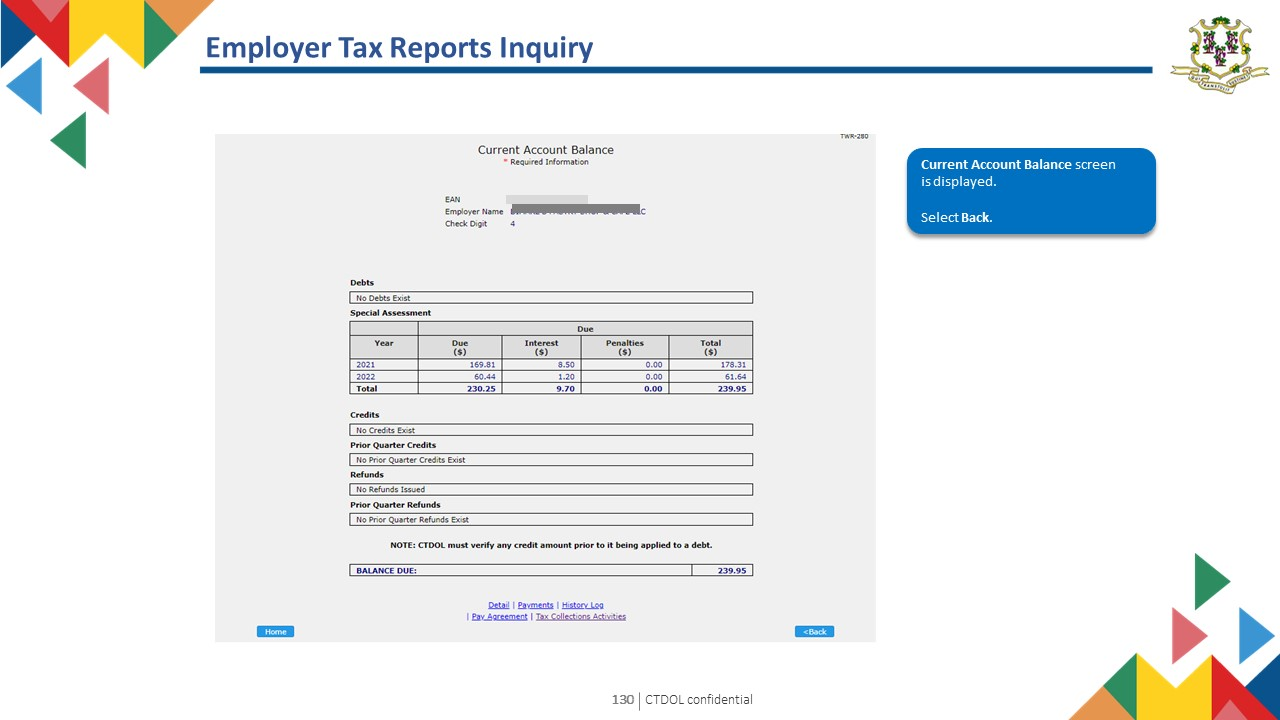 Employer Tax Reports Inquiry
TWR-280
Current Account Balance
* Required Information
EAN
Employer Name LLC
Check Digit 4
Debts
No Debts Exist
Special Assessment
Due
Year Due ($) Interest ($) Penalties ($) Total ($)
2021 169.81 8.50 0.00 178.31
2022 60.44 1.20 0.00 61.64
Total 230.25 9.70 0.00 239.95
Credits
No Credits Exist
Prior Quarter Credits
No Prior Quarter Credits Exist
Refunds
No Refunds Issued
Prior Quarter Refunds
No Prior Quarter Refunds Exist
NOTE: CTDOL must verify any credit amount prior to it being applied to a debt.
BALANCE DUE: 239.95
Detail | Payments | History Log
| Pay Agreement | Tax Collections Activities
Home
<Back
Current Account Balance screen
is displayed.
Select Back.
130 | CTDOL confidential